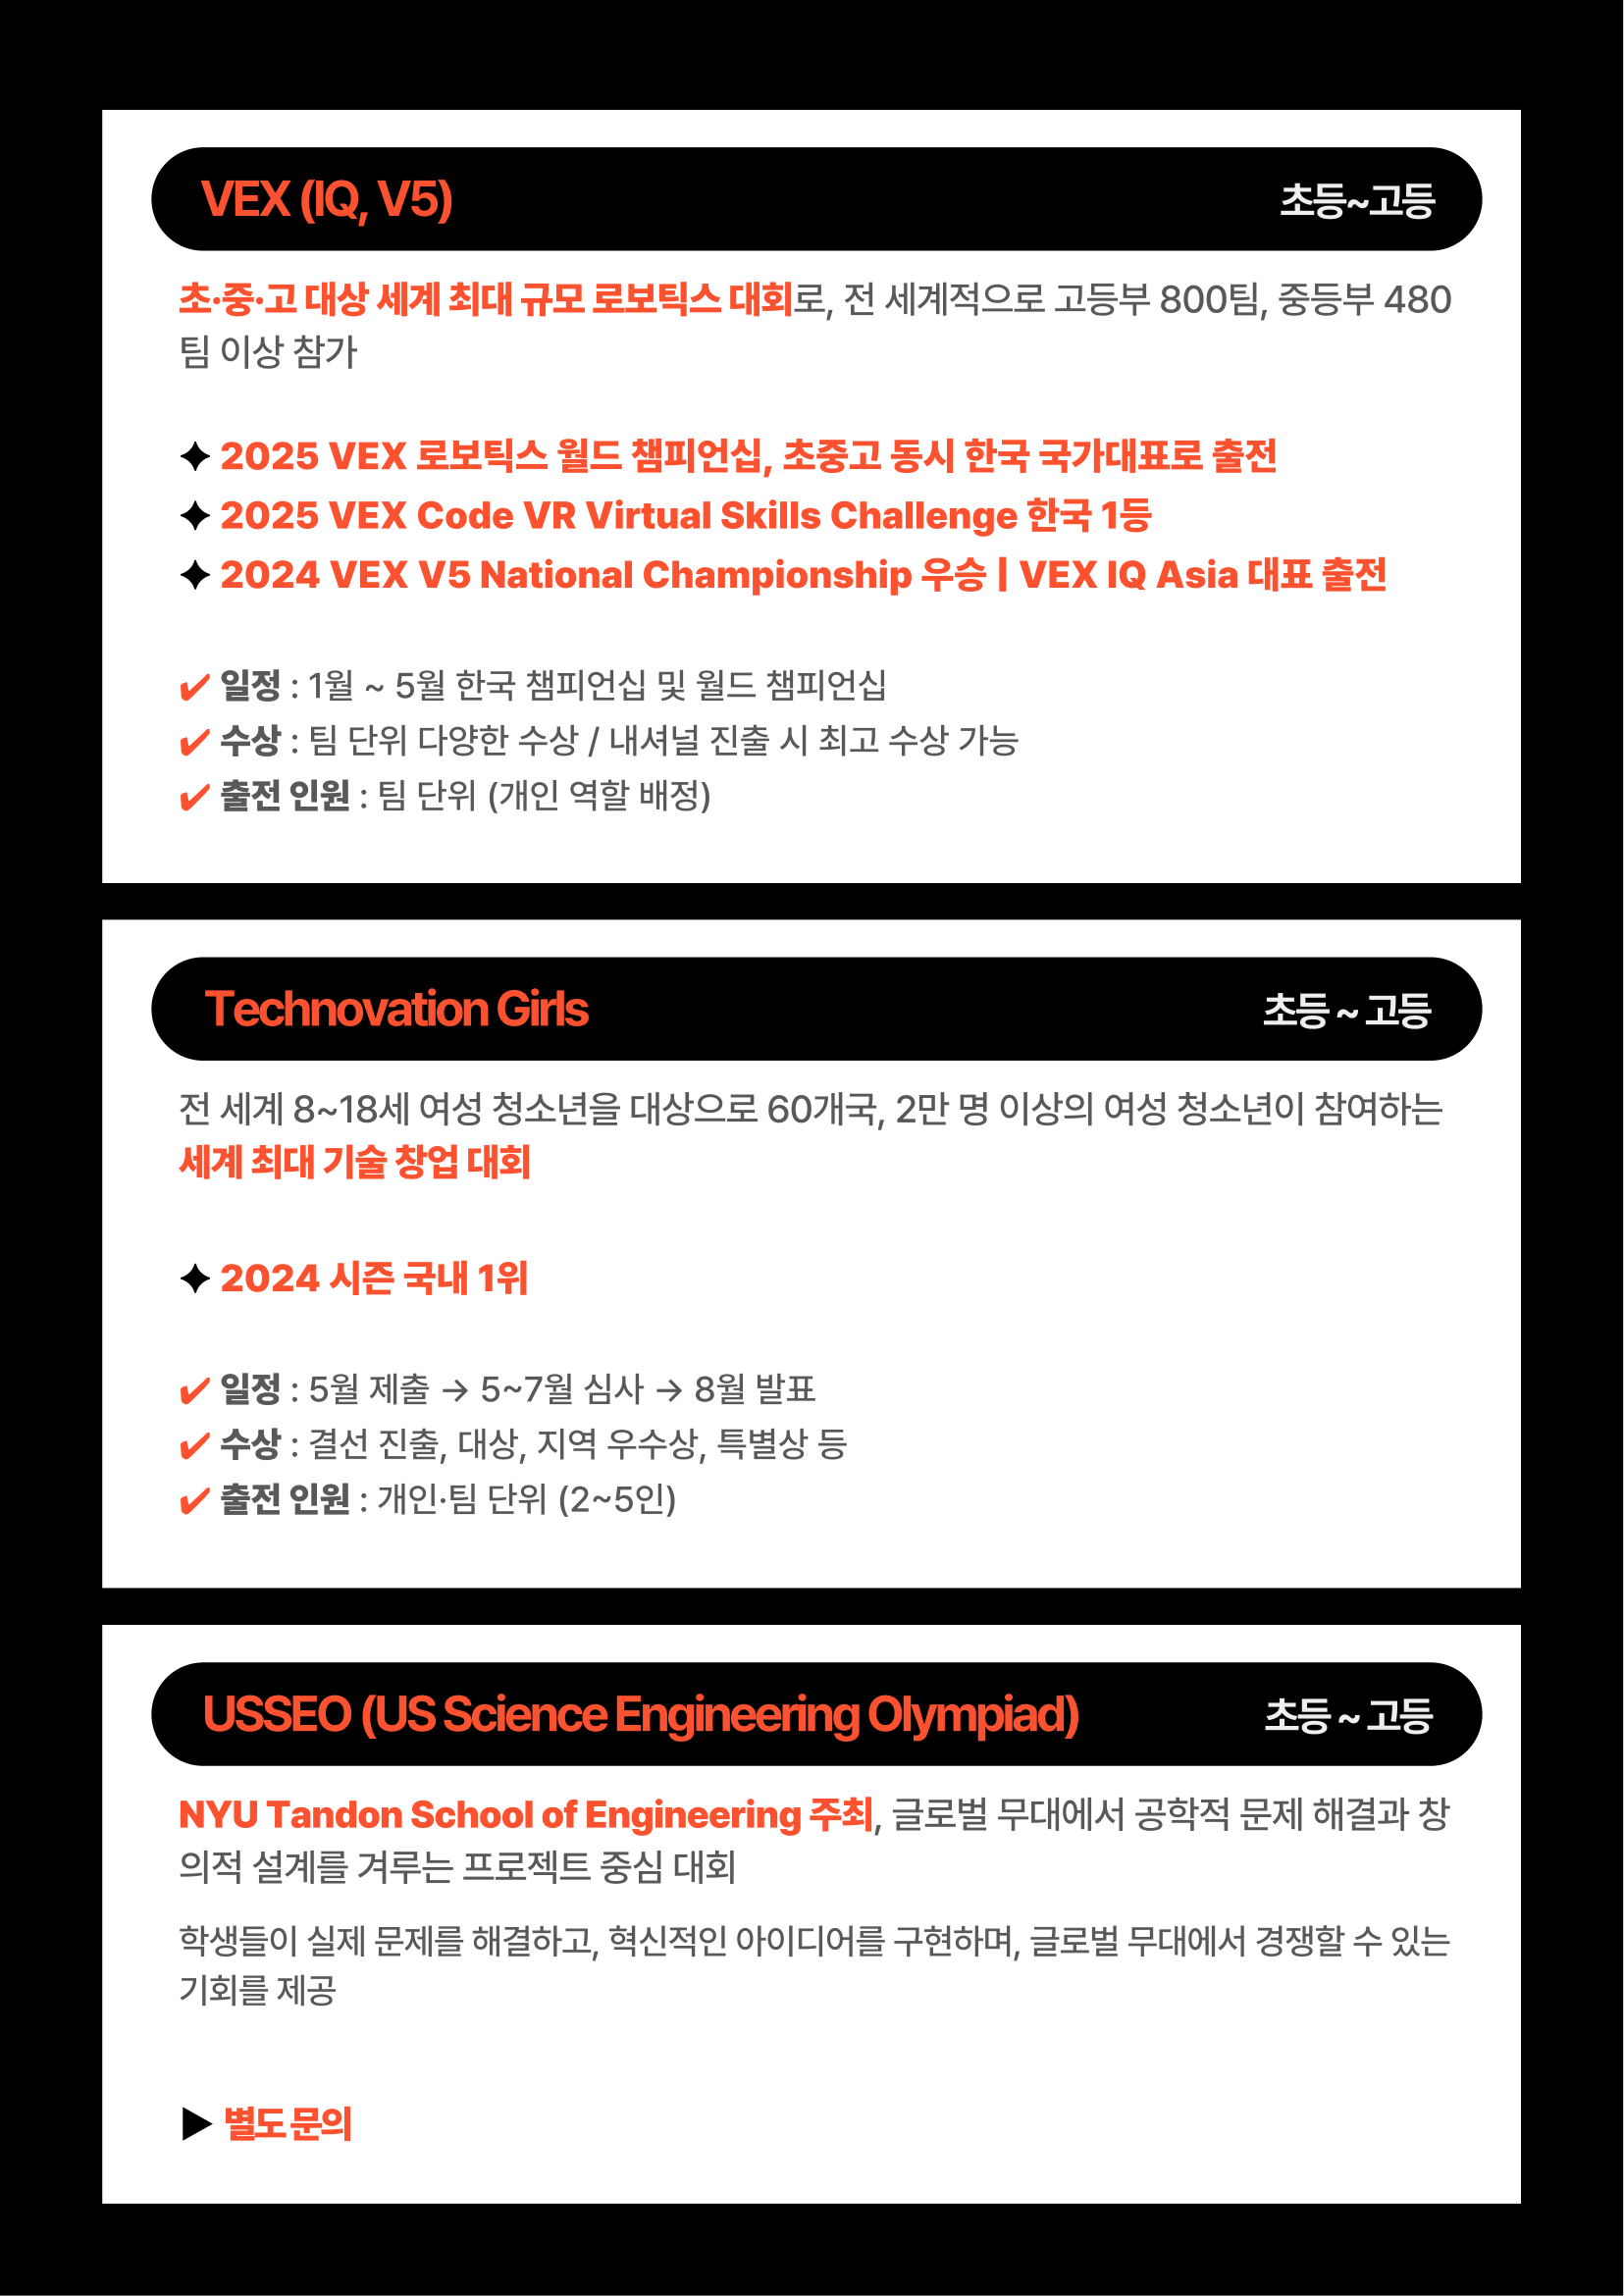 VEX (IQ, V5)
초등~고등
초·중·고 대상 세계 최대 규모 로보틱스 대회로, 전 세계적으로 고등부 800팀, 중등부 480
팀 이상 참가
✦ 2025 VEX 로보틱스 월드 챔피언십, 초중고 동시 한국 국가대표로 출전
✦ 2025 VEX Code VR Virtual Skills Challenge 한국 1등
✦ 2024 VEX V5 National Championship 우승 | VEX IQ Asia 대표 출전
✔ 일정 : 1월 ~ 5월 한국 챔피언십 및 월드 챔피언십
✔ 수상 : 팀 단위 다양한 수상 / 내셔널 진출 시 최고 수상 가능
✔ 출전 인원 : 팀 단위 (개인 역할 배정)
Technovation Girls
초등 ~ 고등
전 세계 8~18세 여성 청소년을 대상으로 60개국, 2만 명 이상의 여성 청소년이 참여하는
세계 최대 기술 창업 대회
✦ 2024 시즌 국내 1위
✔ 일정 : 5월 제출 → 5~7월 심사 → 8월 발표
✔ 수상 : 결선 진출, 대상, 지역 우수상, 특별상 등
✔ 출전 인원 : 개인·팀 단위 (2~5인)
USSEO (US Science Engineering Olympiad)
초등 ~ 고등
NYU Tandon School of Engineering 주최, 글로벌 무대에서 공학적 문제 해결과 창
의적 설계를 겨루는 프로젝트 중심 대회
학생들이 실제 문제를 해결하고, 혁신적인 아이디어를 구현하며, 글로벌 무대에서 경쟁할 수 있는
기회를 제공
▶ 별도 문의